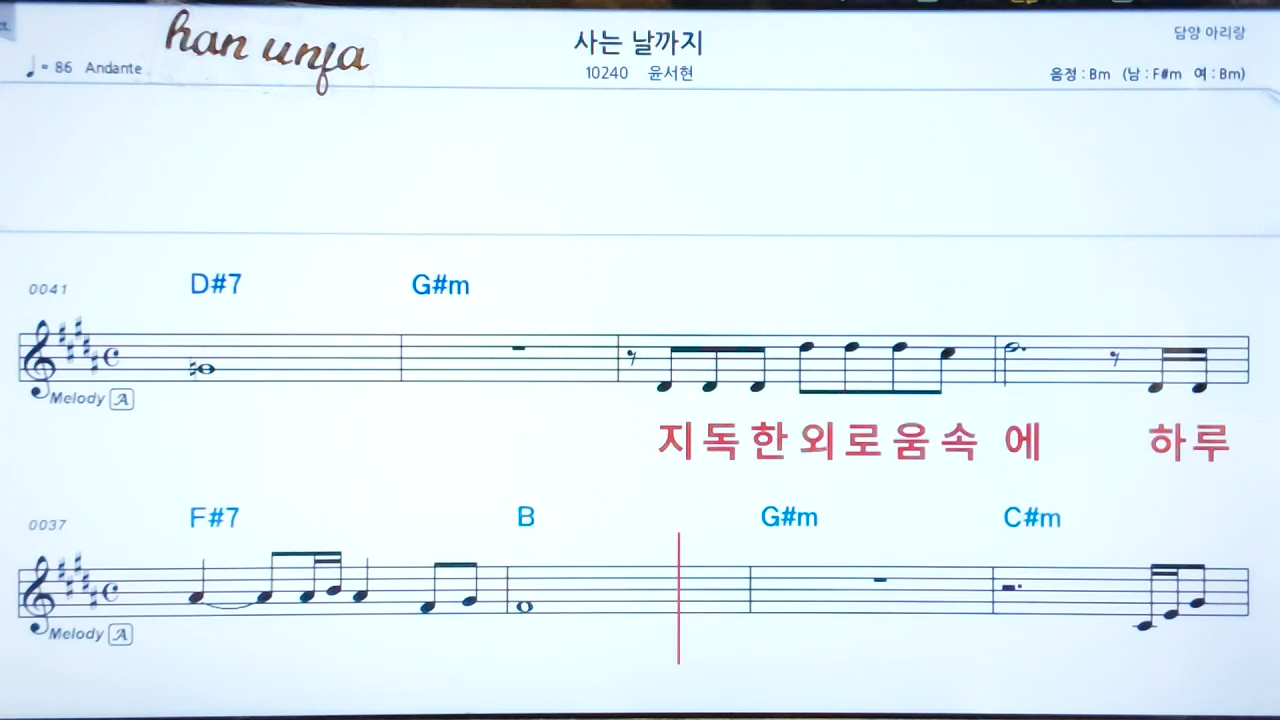 han unfa
사는 날까지
담양 아리랑
♩= 86 Andante
10240 윤서현
음정 : Bm (남 : F#m 여 : Bm)
D#7 G#m
0041
Melody A
지독한외로움속 에 하루
F#7 B G#m C#m
0037
Melody A